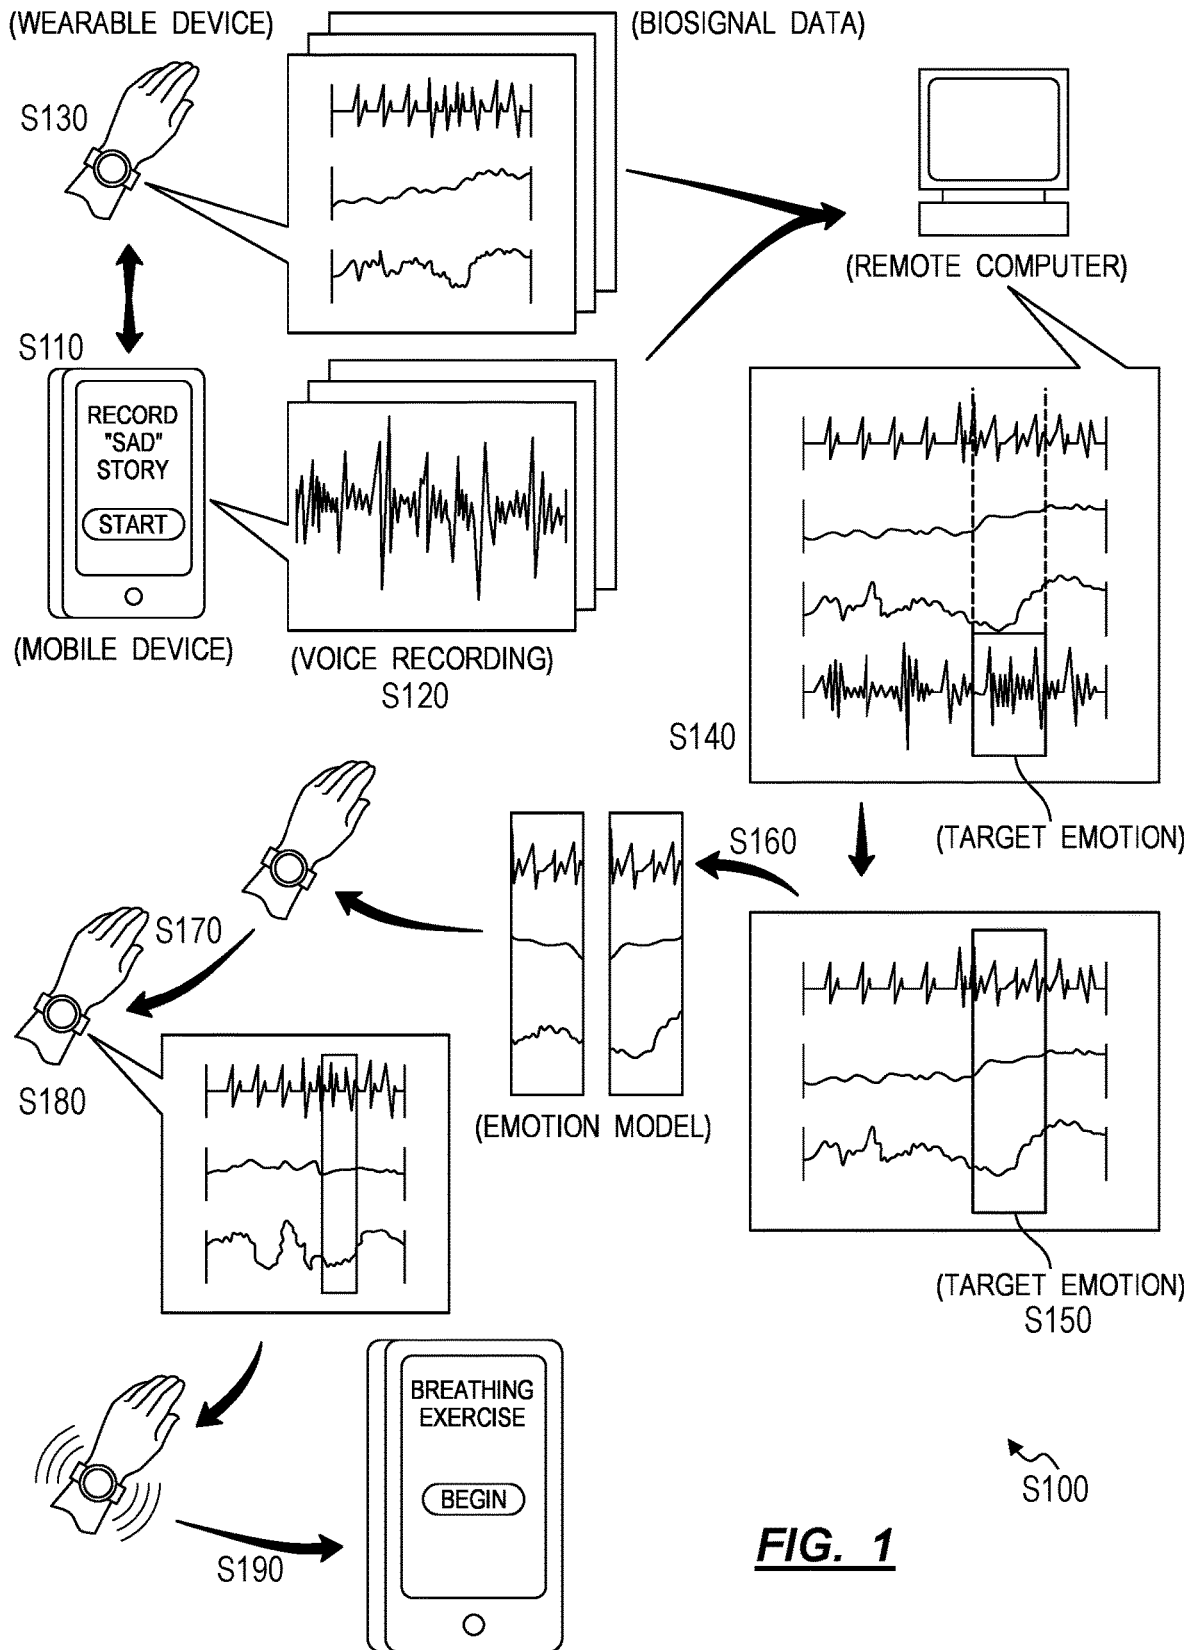 (WEARABLE DEVICE)
(BIOSIGNAL DATA)
S130
(REMOTE COMPUTER)
S110
RECORD
"SAD"
STORY
START
(MOBILE DEVICE)
(VOICE RECORDING)
S120
S140
(TARGET EMOTION)
S160
S170
(EMOTION MODEL)
S180
(TARGET EMOTION)
S150
BREATHING
EXERCISE
BEGIN
S190
S100
FIG. 1